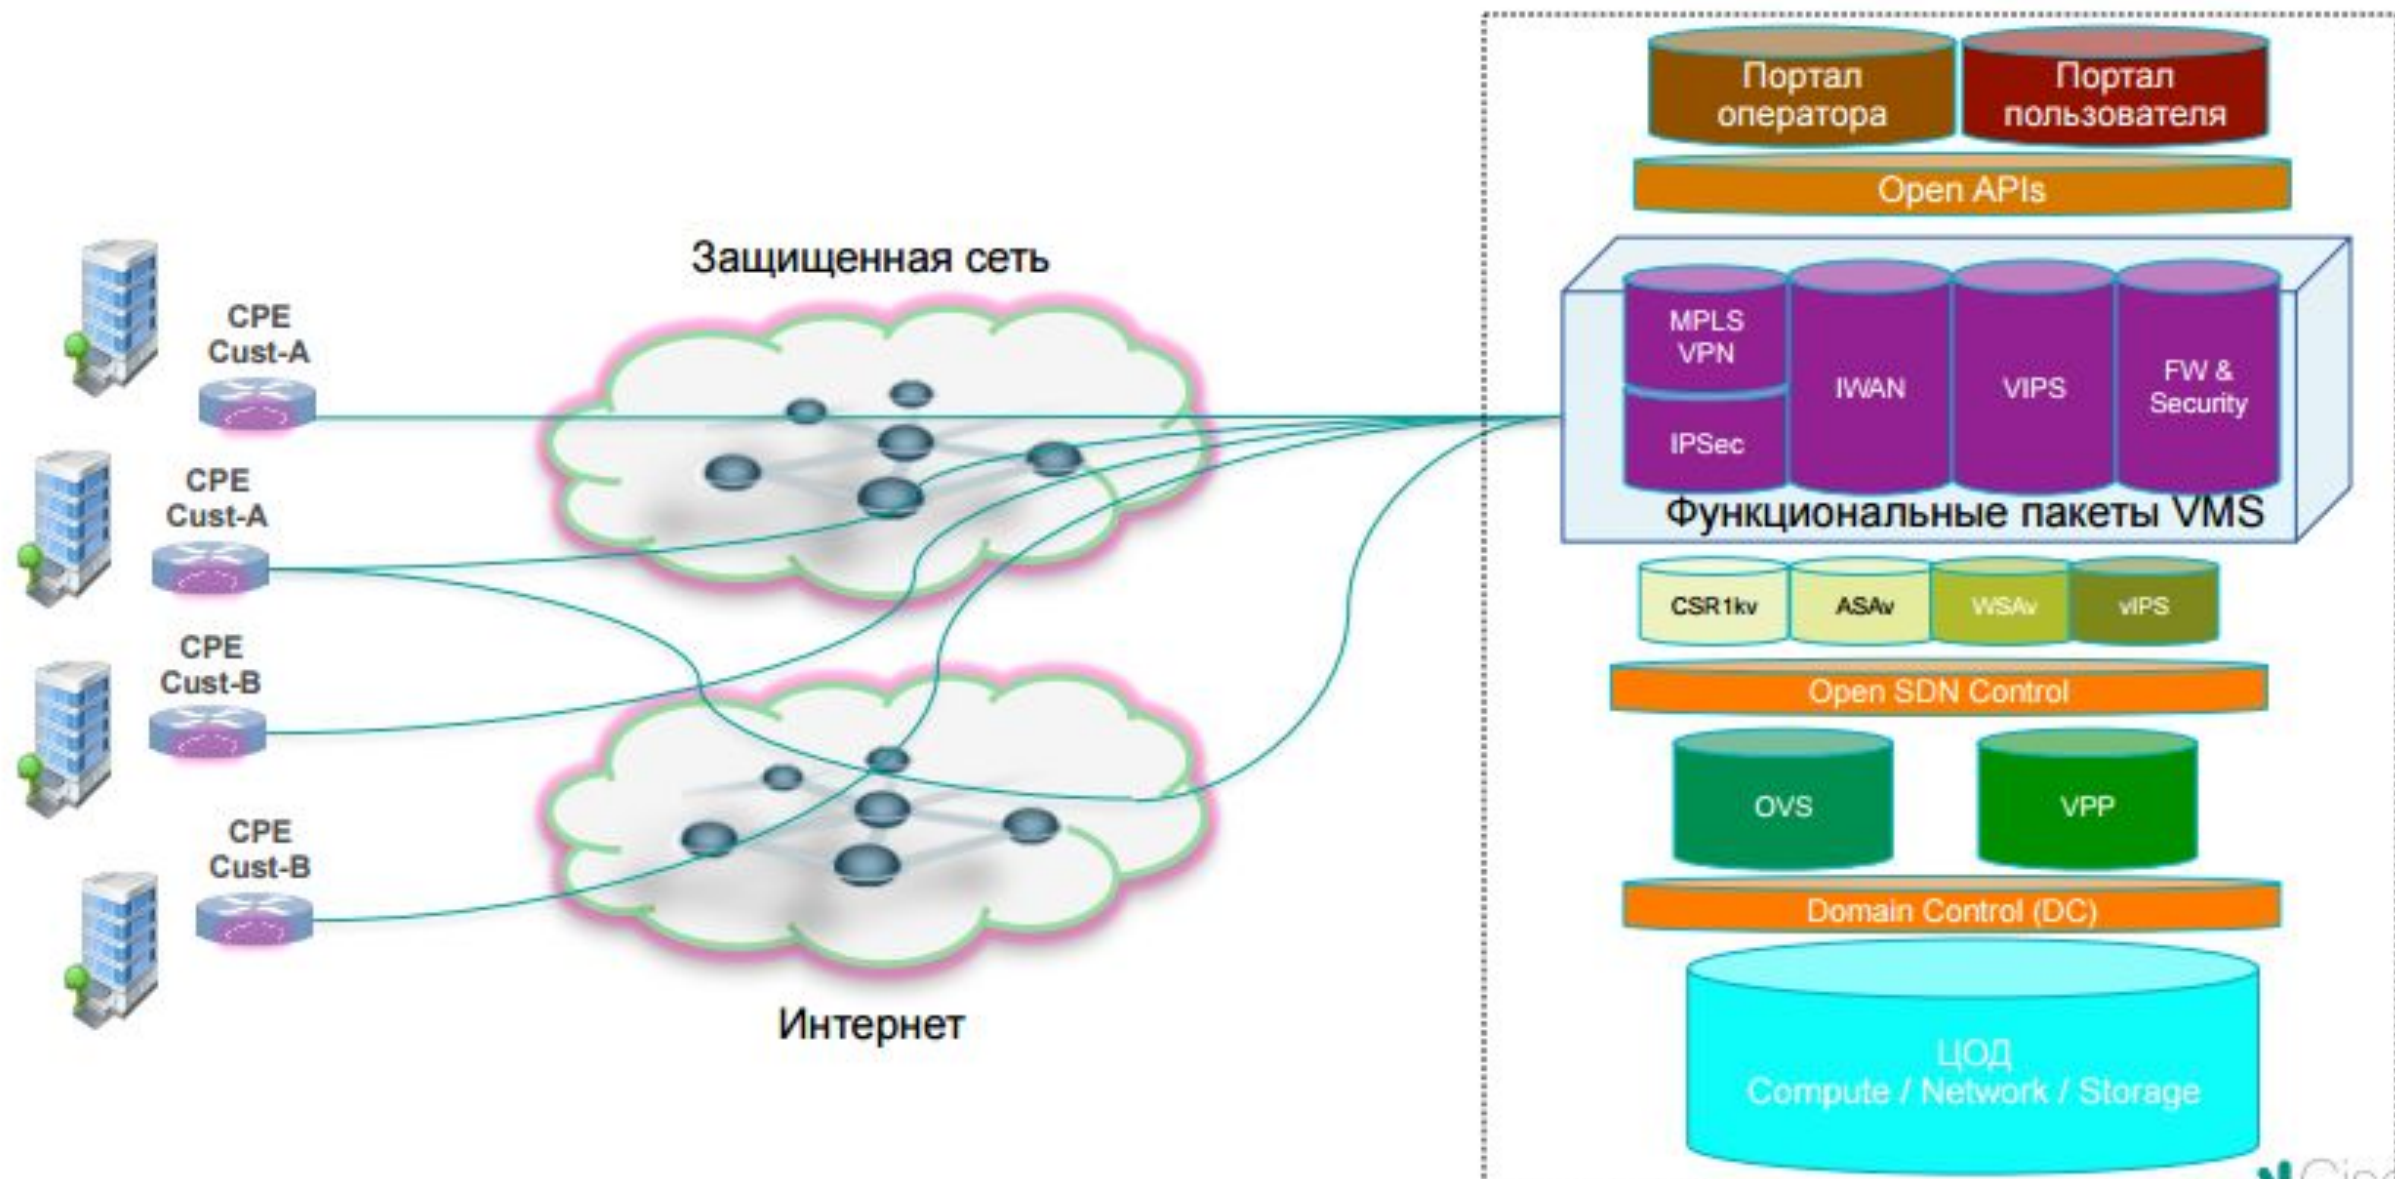 Портал
оператора
Портал
пользователя
Open APIs
Защищенная сеть
CPE
Cust-A
CPE
Cust-A
CPE
Cust-B
CPE
Cust-B
Интернет
MPLS
VPN
IPSec
IWAN
VIPS
FW &
Security
Функциональные пакеты VMS
CSR1kv
ASAv
WSAv
vIPS
Open SDN Control
OVS
VPP
Domain Control (DC)
ЦОД
Compute / Network / Storage